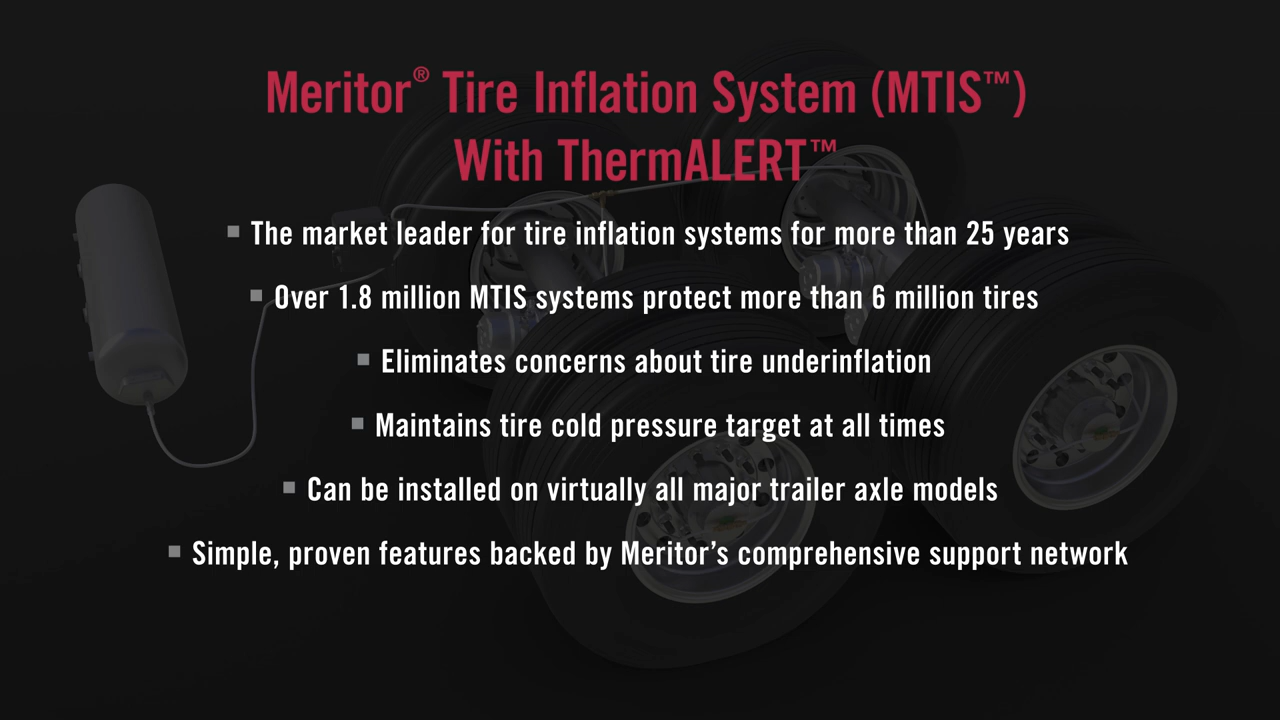 Meritor® Tire Inflation System (MTIS™)
With ThermALERT™
▪ The market leader for tire inflation systems for more than 25 years
▪ Over 1.8 million MTIS systems protect more than 6 million tires
▪ Eliminates concerns about tire underinflation
▪ Maintains tire cold pressure target at all times
▪ Can be installed on virtually all major trailer axle models
▪ Simple, proven features backed by Meritor’s comprehensive support network